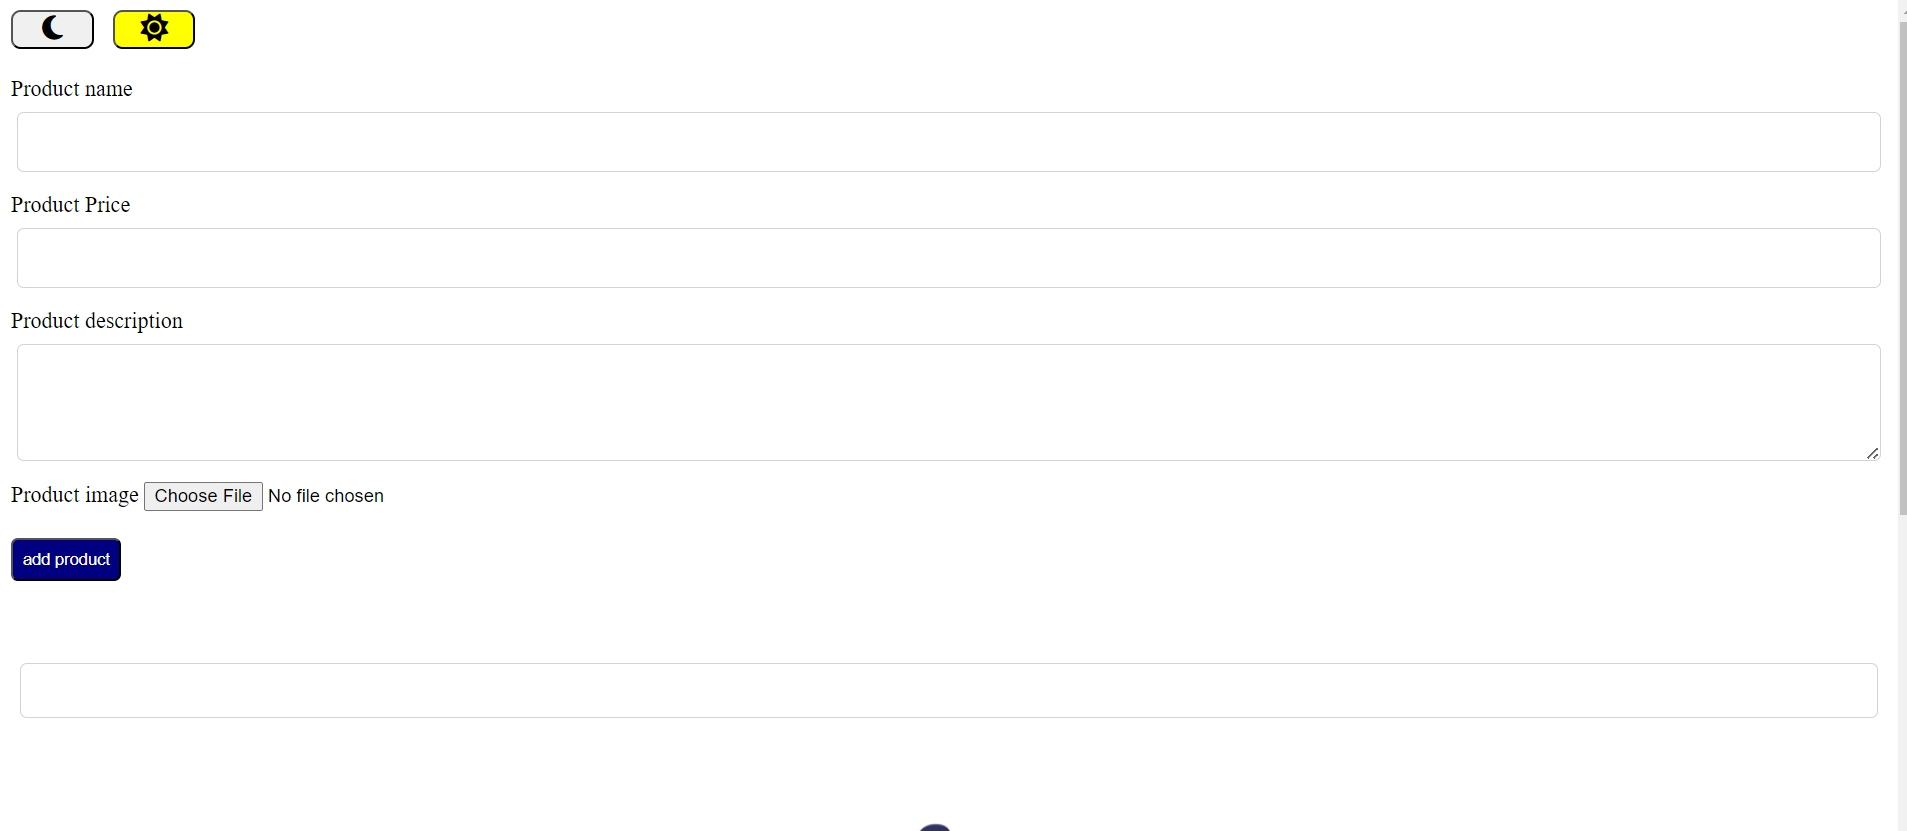 Product name
Product Price
Product description
Product image Choose File No file chosen
add product